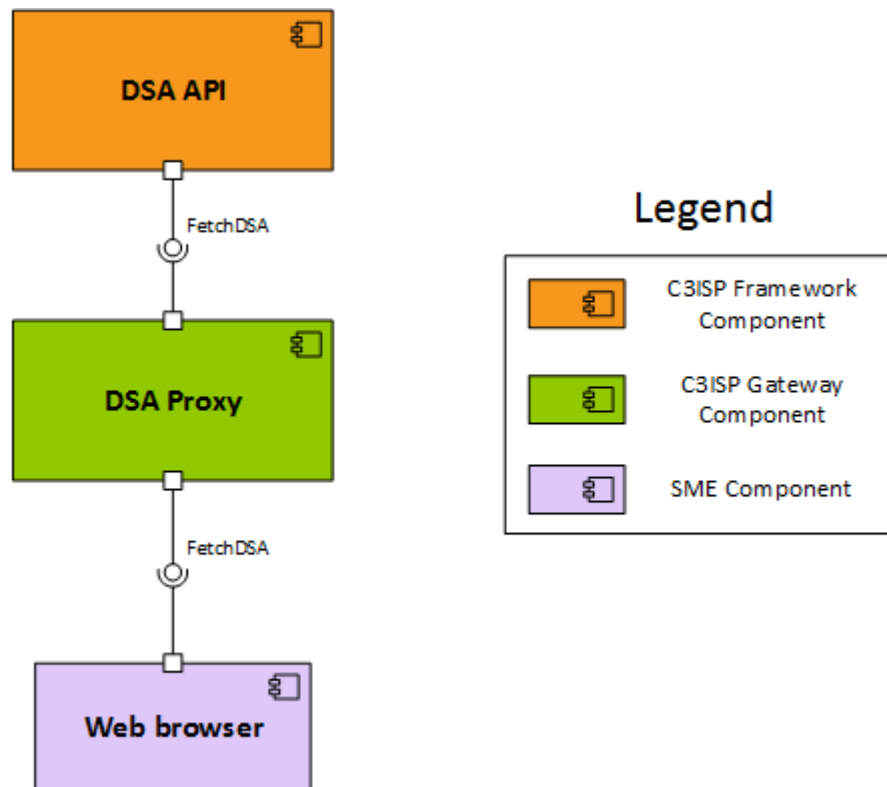 DSA API
FetchDSA
DSA Proxy
FetchDSA
Web browser
Legend
C3ISP Framework
Component
C3ISP Gateway
Component
SME Component